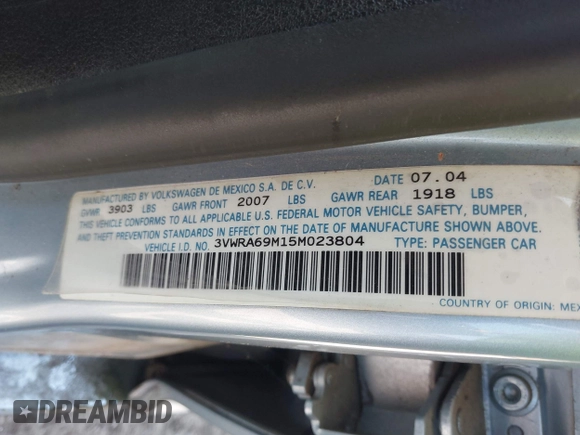 MANUFACTURED BY VOLKSWAGEN DE MEXICO S.A. DE C.V. DATE 07.04
GVWR 3903 LBS GAWR FRONT 2007 LBS GAWR REAR 1918 LBS
THIS VEHICLE CONFORMS TO ALL APPLICABLE U.S. FEDERAL MOTOR VEHICLE SAFETY, BUMPER,
AND THEFT PREVENTION STANDARDS IN EFFECT ON THE DATE OF MANUFACTURE SHOWN ABOVE
VEHICLE I.D. NO. 3VWRA69M15M023804 TYPE: PASSENGER CAR
COUNTRY OF ORIGIN: MEX
DREAMBID